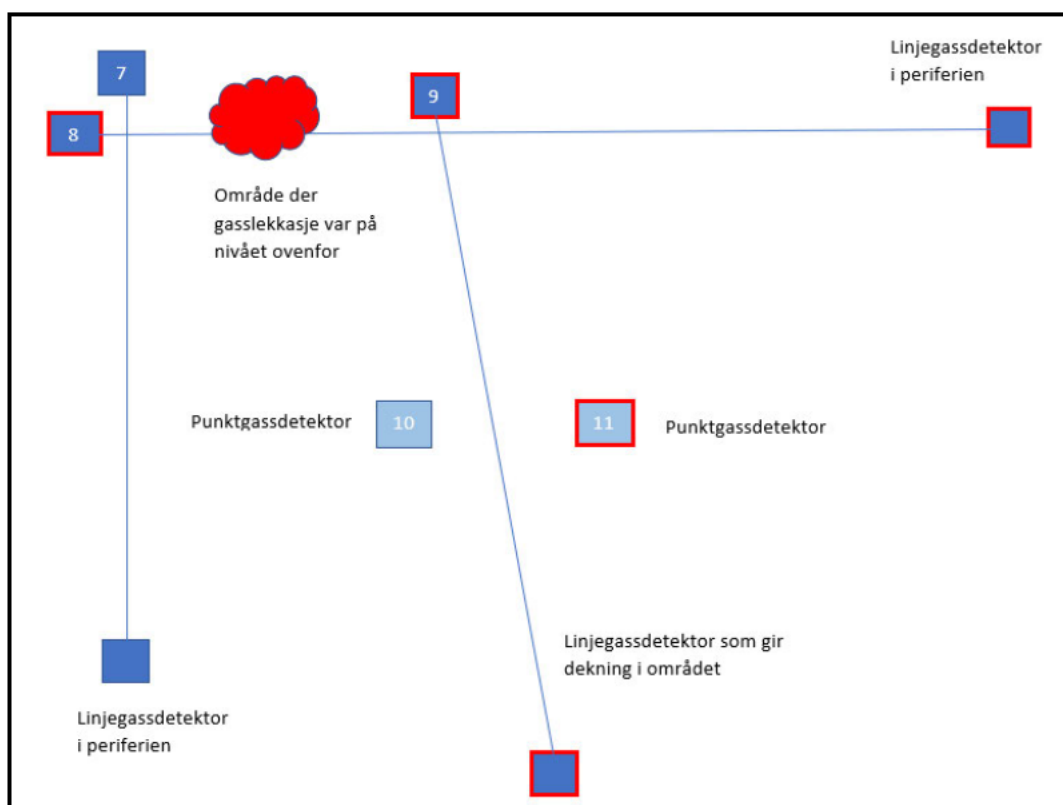 Linjegassdetektor
i periferien
7
8
9
Område der
gasslekkasje var på
nivået ovenfor
Punktgassdetektor
10
11
Punktgassdetektor
Linjegassdetektor som gir
dekning i området
Linjegassdetektor
i periferien